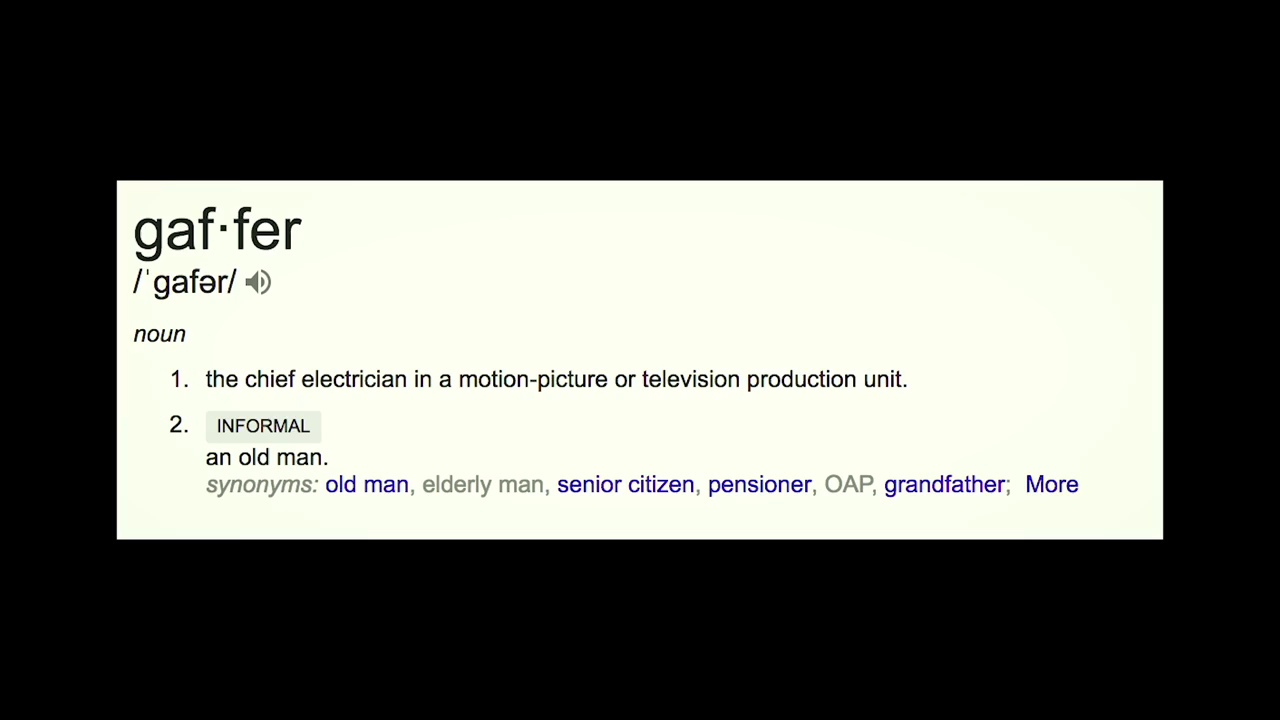 gaf·fer
/ˈgafər/
noun
1. the chief electrician in a motion-picture or television production unit.
2. INFORMAL
an old man.
synonyms: old man, elderly man, senior citizen, pensioner, OAP, grandfather; More